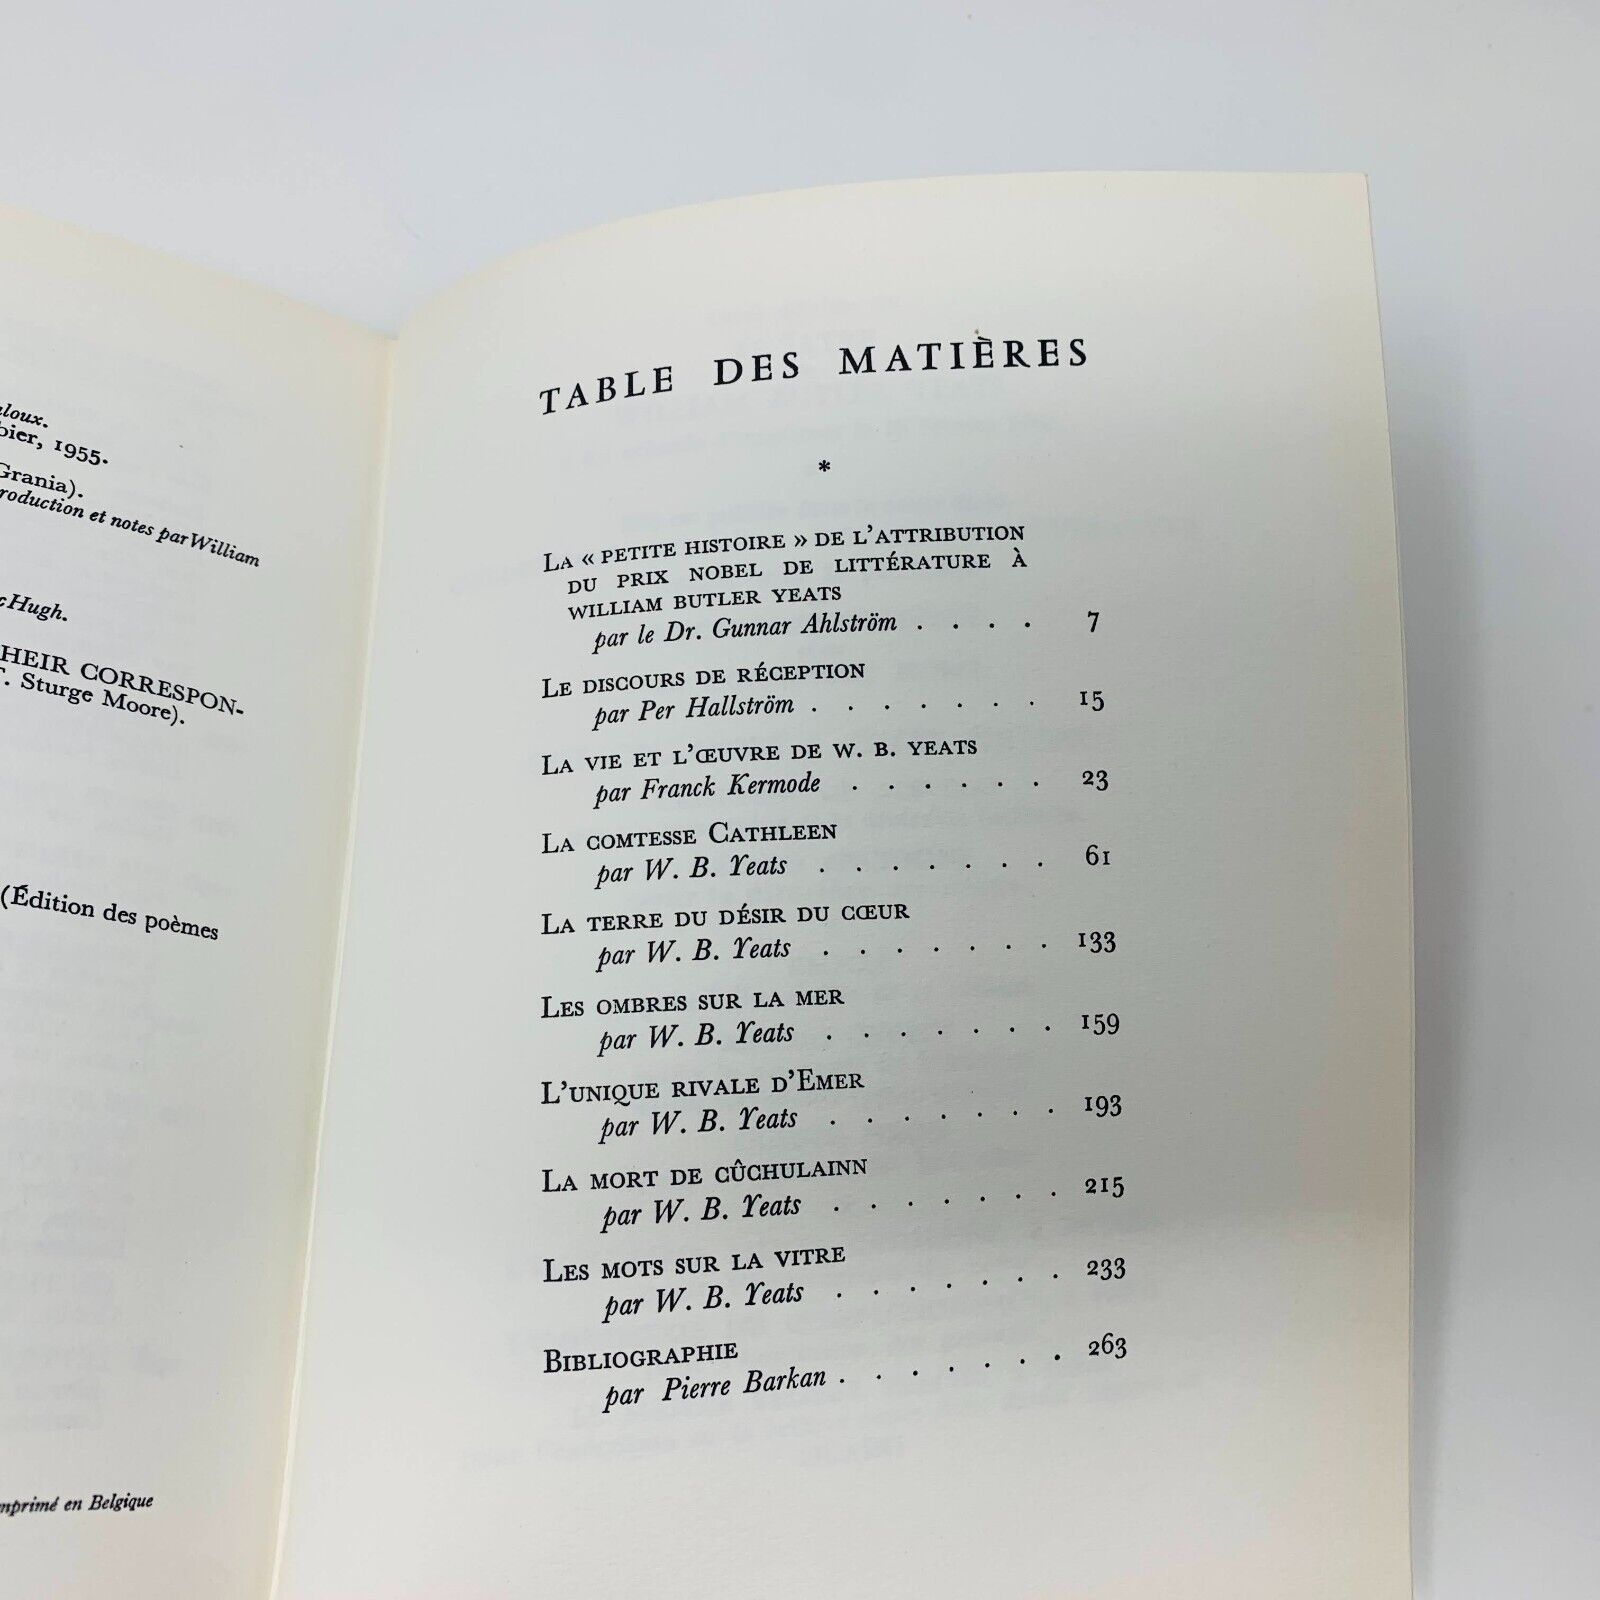 bier, 1955.
Grania).
et notes par William
Hugh.
CORRESPON-
T. Sturge Moore).
(Édition des poèmes
en Belgique
TABLE DES MATIÈRES
*
La « PETITE HISTOIRE » DE L'ATTRIBUTION
DU PRIX NOBEL DE LITTÉRATURE À
WILLIAM BUTLER YEATS
par le Dr. Gunnar Ahlström . . . . 7
LE DISCOURS DE RÉCEPTION
par Per Hallström . . . . . . . 15
LA VIE ET L'ŒUVRE DE W. B. YEATS
par Franck Kermode . . . . . . 23
LA COMTESSE CATHLEEN
par W. B. Yeats . . . . . . . 61
LA TERRE DU DÉSIR DU CŒUR
par W. B. Yeats . . . . . . . 133
LES OMBRES SUR LA MER
par W. B. Yeats . . . . . . . 159
L'UNIQUE RIVALE D'EMER
par W. B. Yeats . . . . . . . 193
LA MORT DE CÛCHULAINN
par W. B. Yeats . . . . . . . 215
LES MOTS SUR LA VITRE
par W. B. Yeats . . . . . . . 233
BIBLIOGRAPHIE
par Pierre Barkan . . . . . . . 263